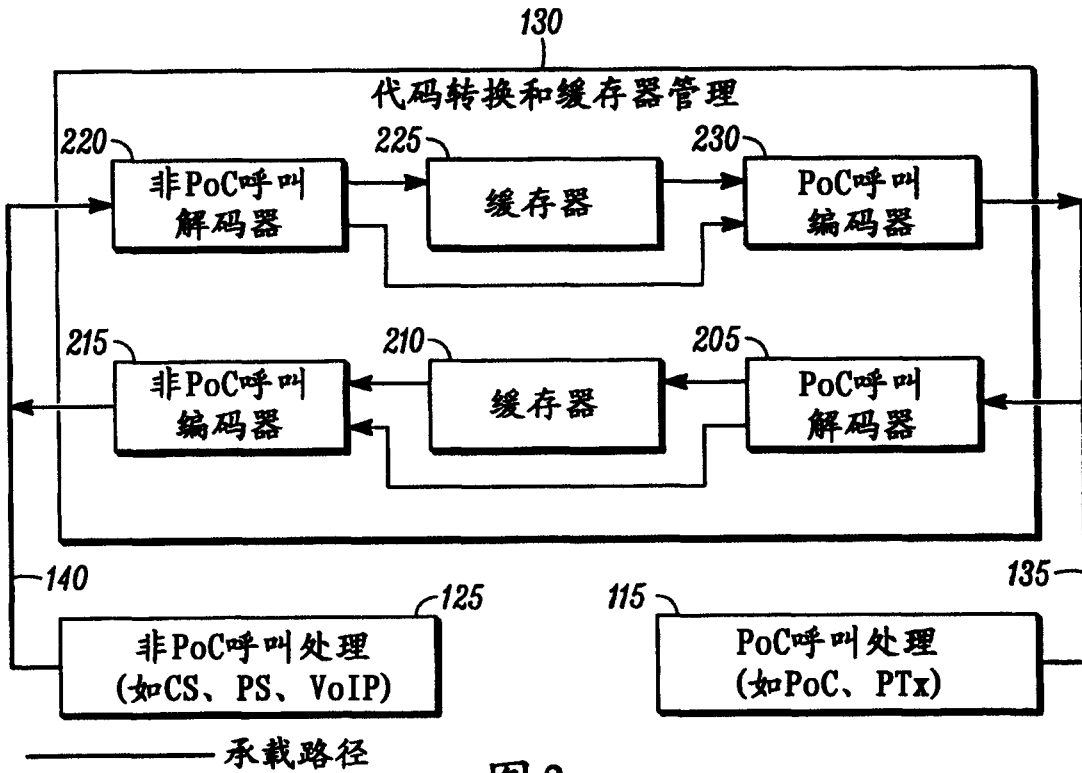 130
代码转换和缓存器管理
220
225
230
非PoC呼叫
解码器
缓存器
PoC呼叫
编码器
215
210
205
非PoC呼叫
编码器
缓存器
PoC呼叫
解码器
140
125
115
135
非PoC呼叫处理
(如CS、PS、VoIP)
PoC呼叫处理
(如PoC、PTx)
承载路径